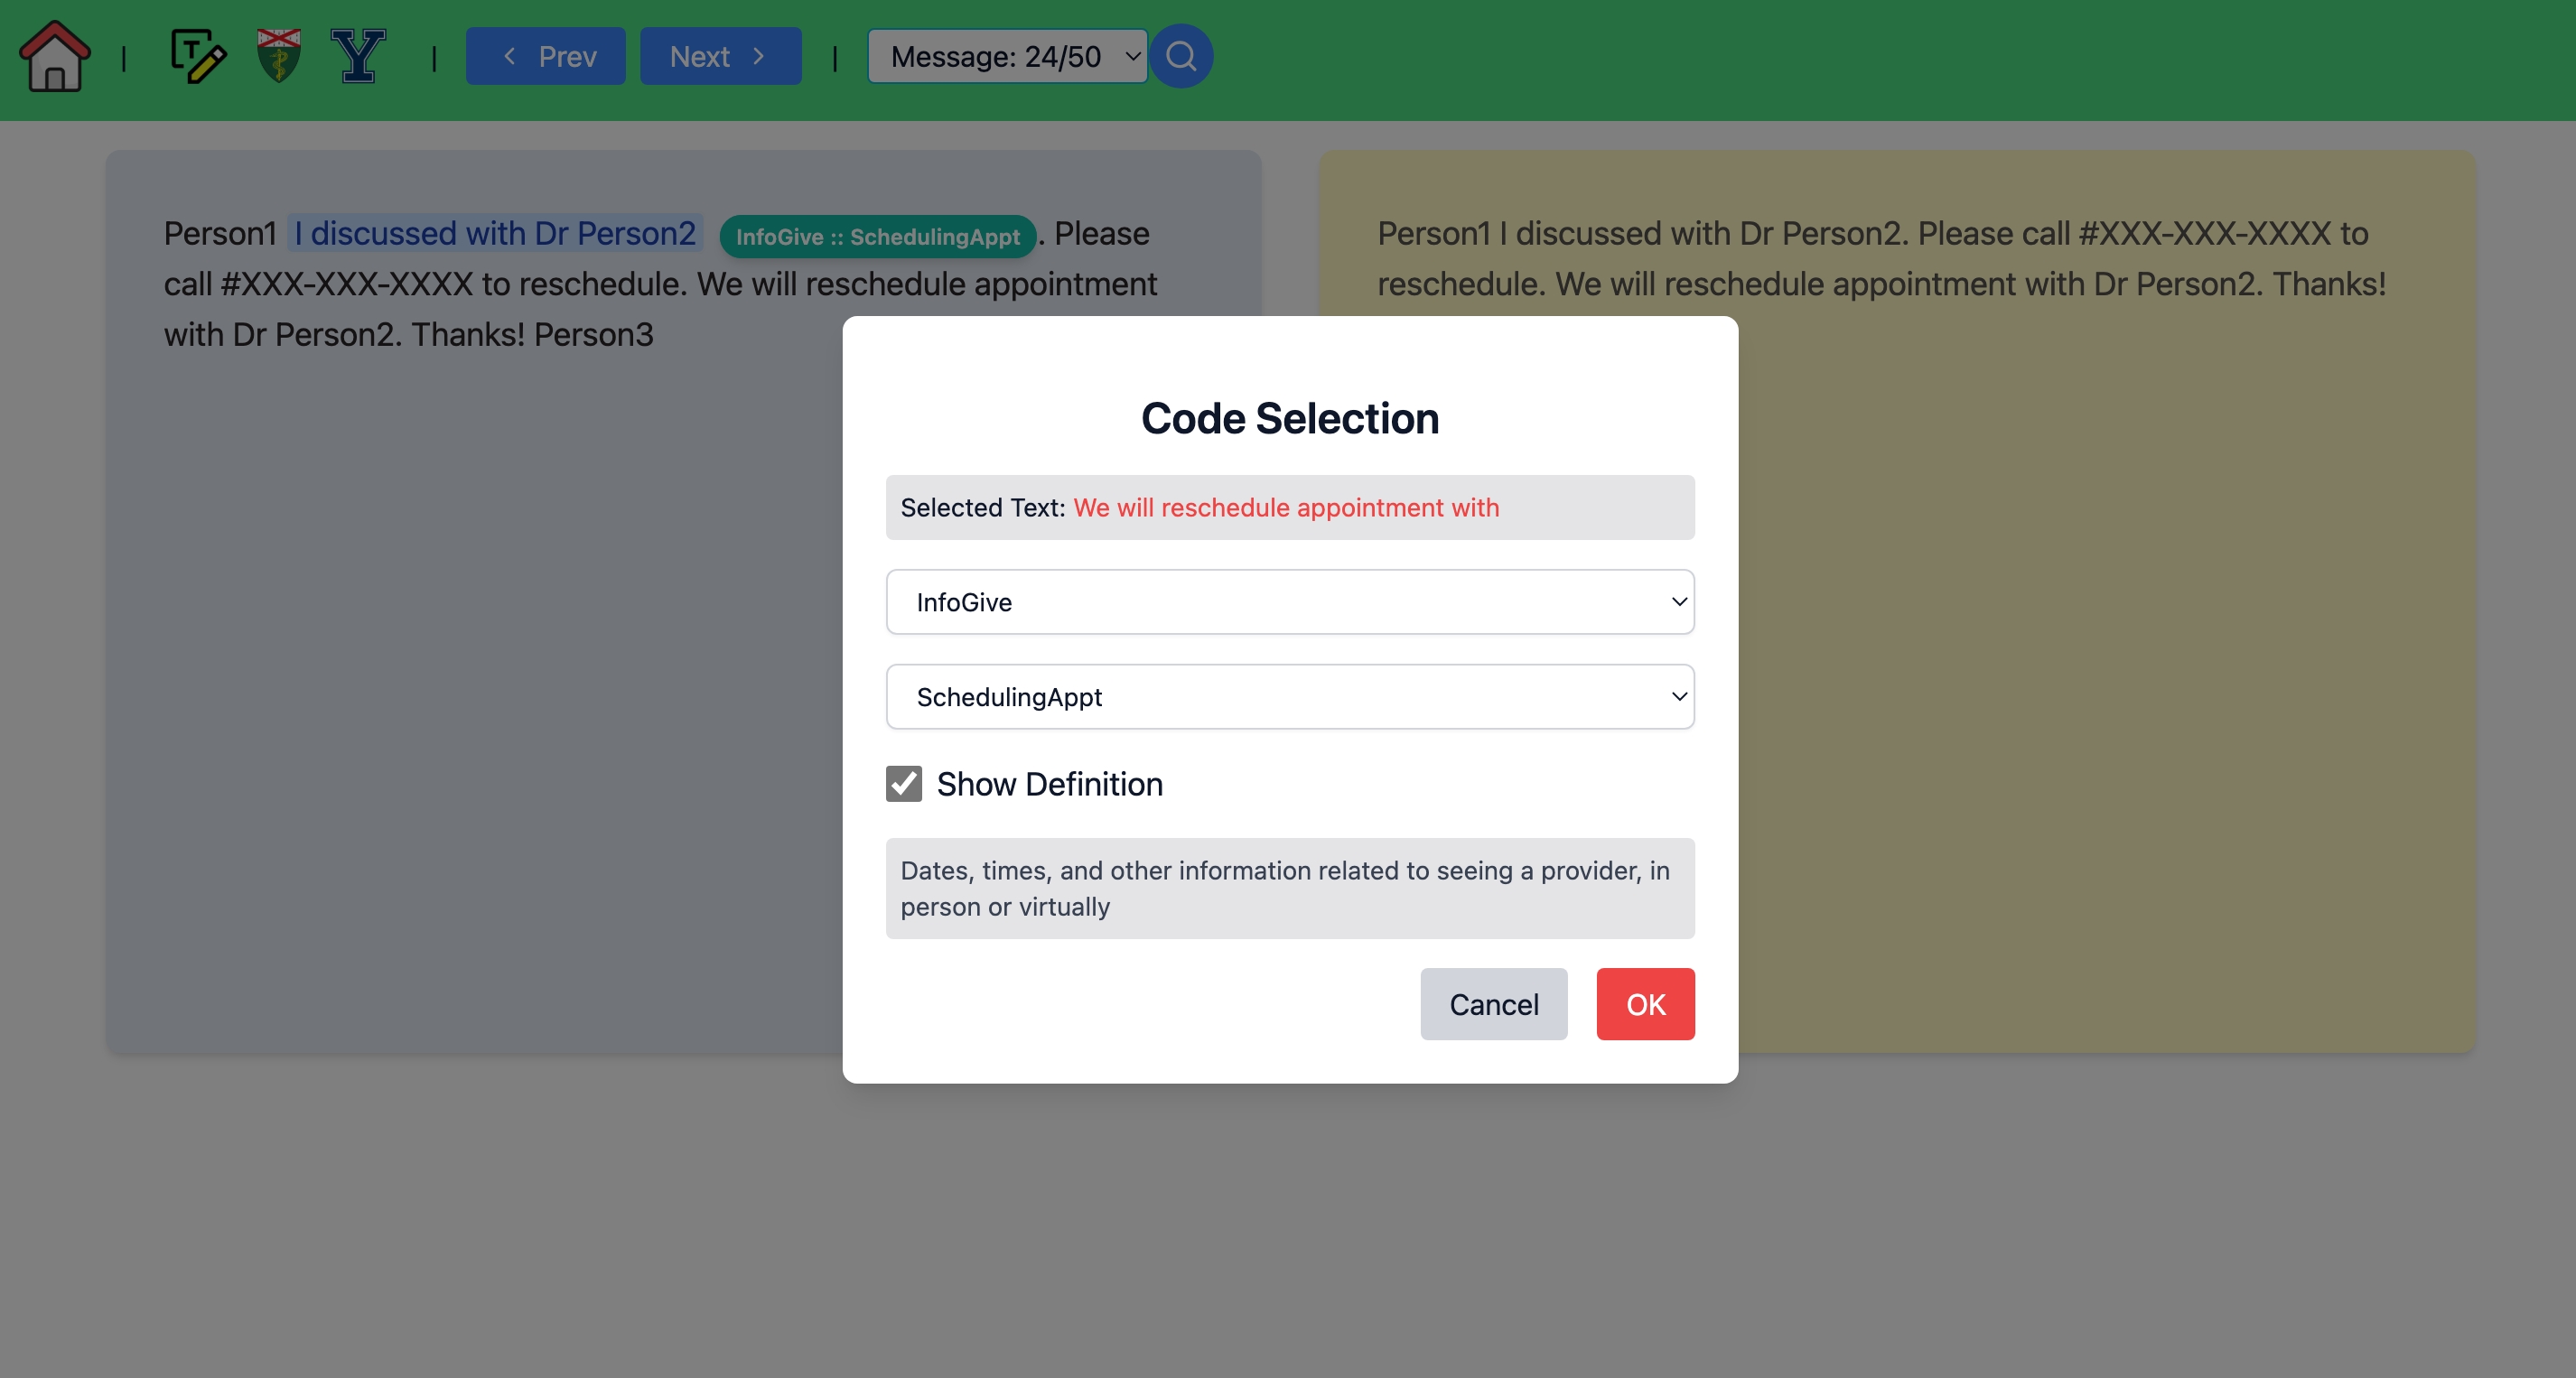 | T Y | Prev Next | Message: 24/50
Person1 I discussed with Dr Person2 InfoGive :: SchedulingAppt. Please
call #XXX-XXX-XXXX to reschedule. We will reschedule appointment
with Dr Person2. Thanks! Person3
Person1 I discussed with Dr Person2. Please call #XXX-XXX-XXXX to
reschedule. We will reschedule appointment with Dr Person2. Thanks!
Code Selection
Selected Text: We will reschedule appointment with
InfoGive
SchedulingAppt
Show Definition
Dates, times, and other information related to seeing a provider, in
person or virtually
Cancel OK